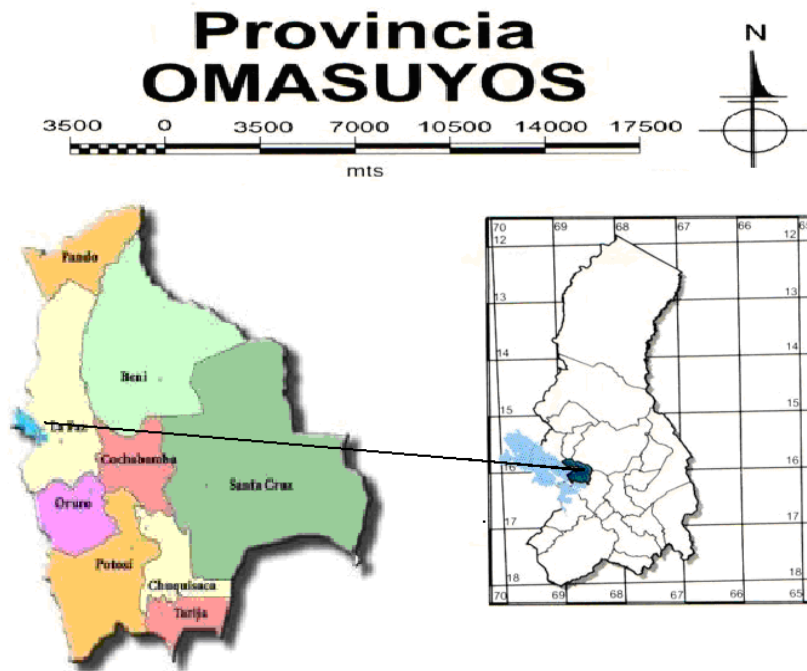 Provincia
OMASUYOS
N
3500 0 3500 7000 10500 14000 17500
mts
Pando
Beni
La Paz
Cochabamba
Santa Cruz
Oruro
Potosí
Chuquisaca
Tarija
70 69 68 67 66 65
12 12
13 13
14 14
15 15
16 16
17 17
18 18
70 69 68 67 66 65